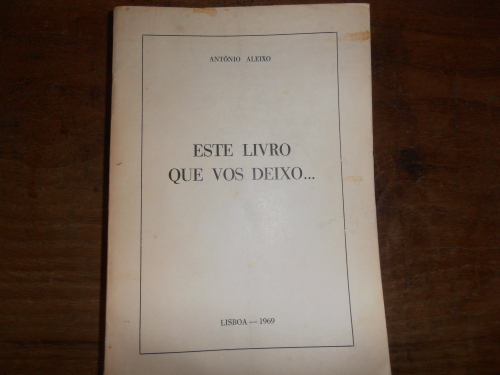 ANTÓNIO ALEIXO
ESTE LIVRO
QUE VOS DEIXO...
LISBOA — 1969